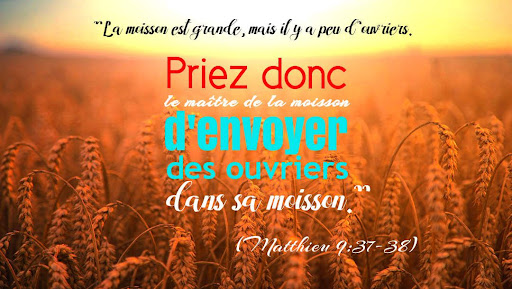 "La moisson est grande, mais il y a peu d'ouvriers.
Priez donc
le maître de la moisson
d'envoyer
des ouvriers
dans sa moisson."
(Matthieu 9:37-38)